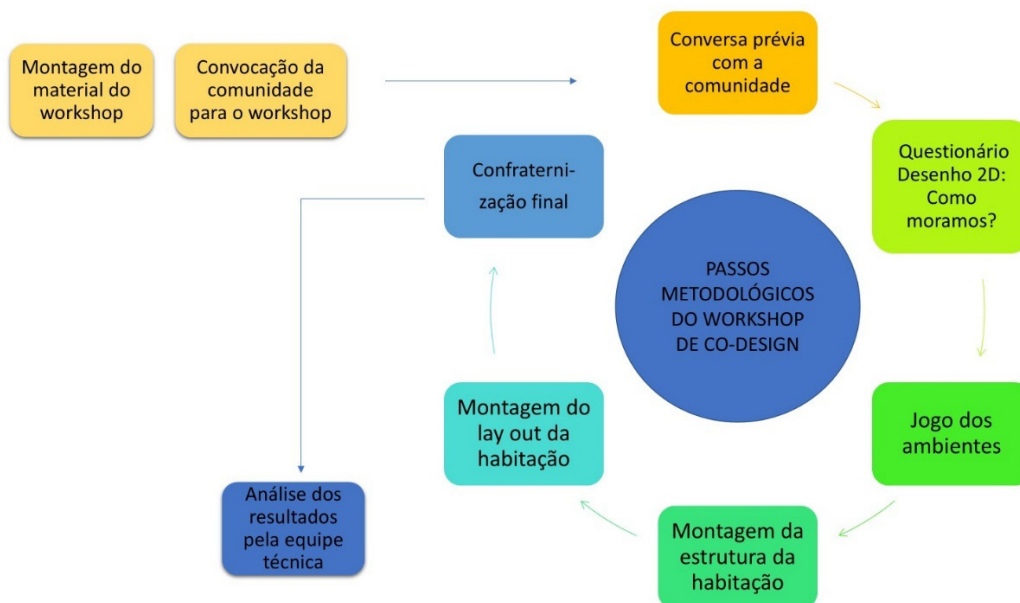 Montagem do
material do
workshop
Convocação da
comunidade
para o workshop
Conversa prévia
com a
comunidade
Questionário
Desenho 2D:
Como
moramos?
Jogo dos
ambientes
Montagem da
estrutura da
habitação
Montagem do
lay out da
habitação
Confraterni-
zação final
Análise dos
resultados
pela equipe
técnica
PASSOS
METODOLÓGICOS
DO WORKSHOP
DE CO-DESIGN